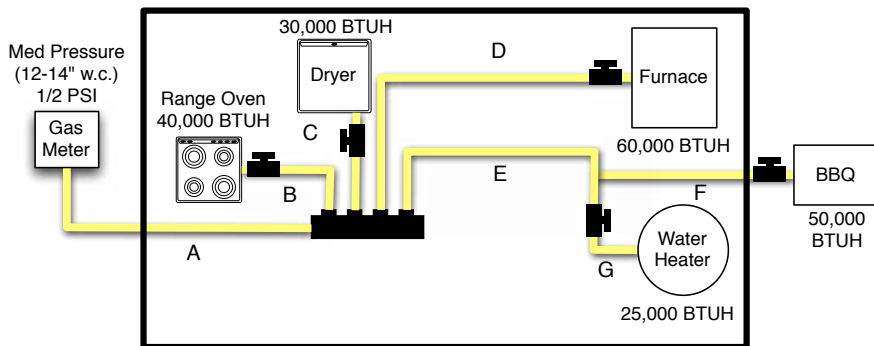 30,000 BTUH
Med Pressure
(12-14" w.c.)
1/2 PSI
Gas
Meter
Range Oven
40,000 BTUH
Dryer
C
D
Furnace
60,000 BTUH
B
E
F
BBQ
50,000
BTUH
A
G
Water
Heater
25,000 BTUH